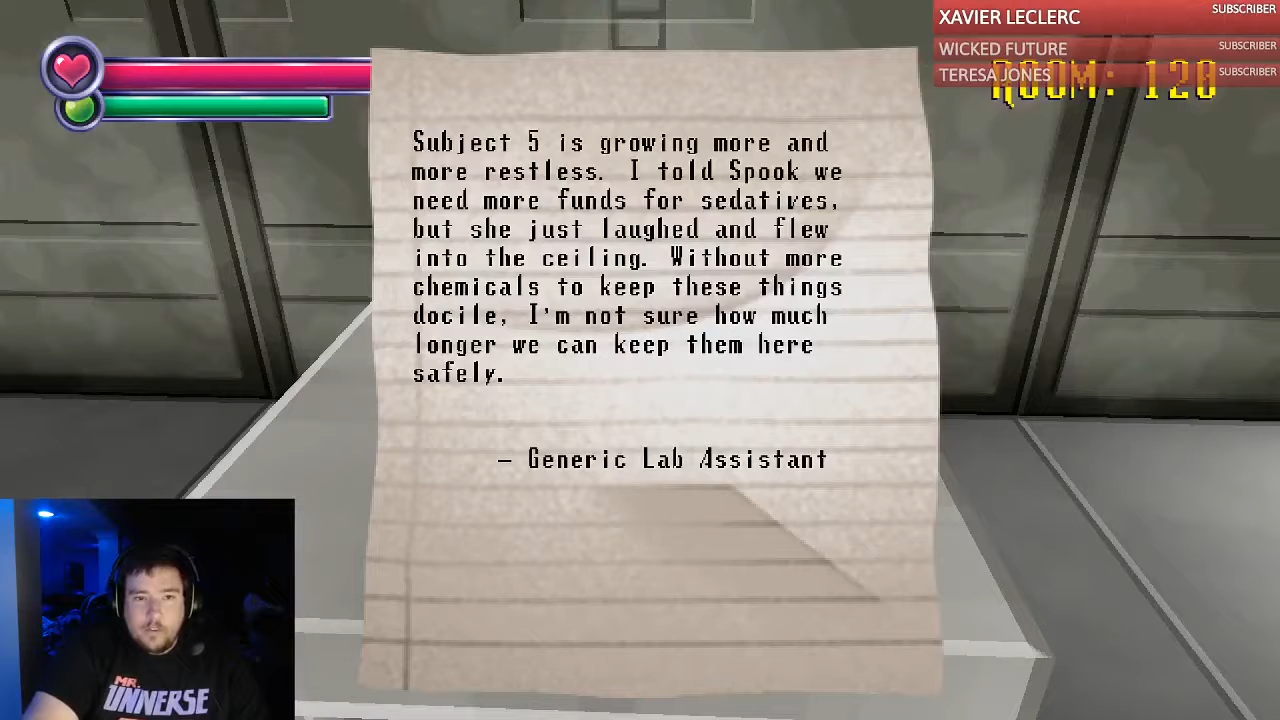 XAVIER LECLERC
SUBSCRIBER
WICKED FUTURE
SUBSCRIBER
TERESA JONES
SUBSCRIBER
ROOM: 120
Subject 5 is growing more and
more restless. I told Spook we
need more funds for sedatives,
but she just laughed and flew
into the ceiling. Without more
chemicals to keep these things
docile, I'm not sure how much
longer we can keep them here
safely.
- Generic Lab Assistant
MR.
UNIVERSE